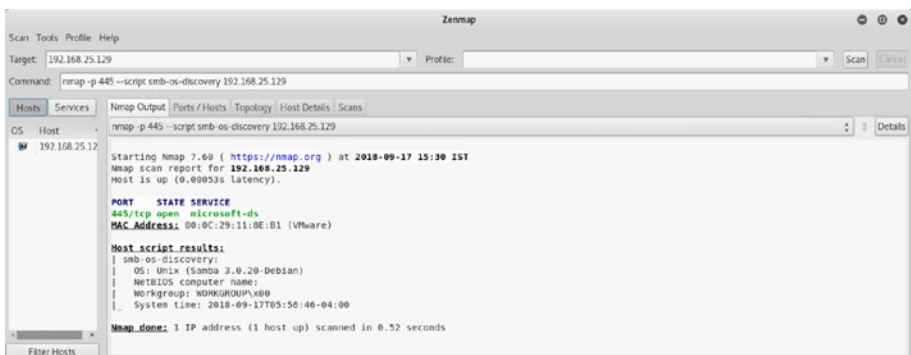 Zenmap
Scan Tools Profile Help
Target: 192.168.25.129 Profile: Scan Cancel
Command: nmap -p 445 --script smb-os-discovery 192.168.25.129
Hosts Services Nmap Output Ports / Hosts Topology Host Details Scans
OS Host nmap -p 445 --script smb-os-discovery 192.168.25.129 Details
192.168.25.12
Starting Nmap 7.60 ( https://nmap.org ) at 2018-09-17 15:30 IST
Nmap scan report for 192.168.25.129
Host is up (0.00053s latency).
PORT STATE SERVICE
445/tcp open microsoft-ds
MAC Address: 00:0C:29:11:8E:B1 (VMware)
Host script results:
| smb-os-discovery:
| OS: Unix (Samba 3.0.20-Debian)
| NetBIOS computer name:
| Workgroup: WORKGROUP\x00
|_ System time: 2018-09-17T05:56:46-04:00
Nmap done: 1 IP address (1 host up) scanned in 0.52 seconds
Filter Hosts